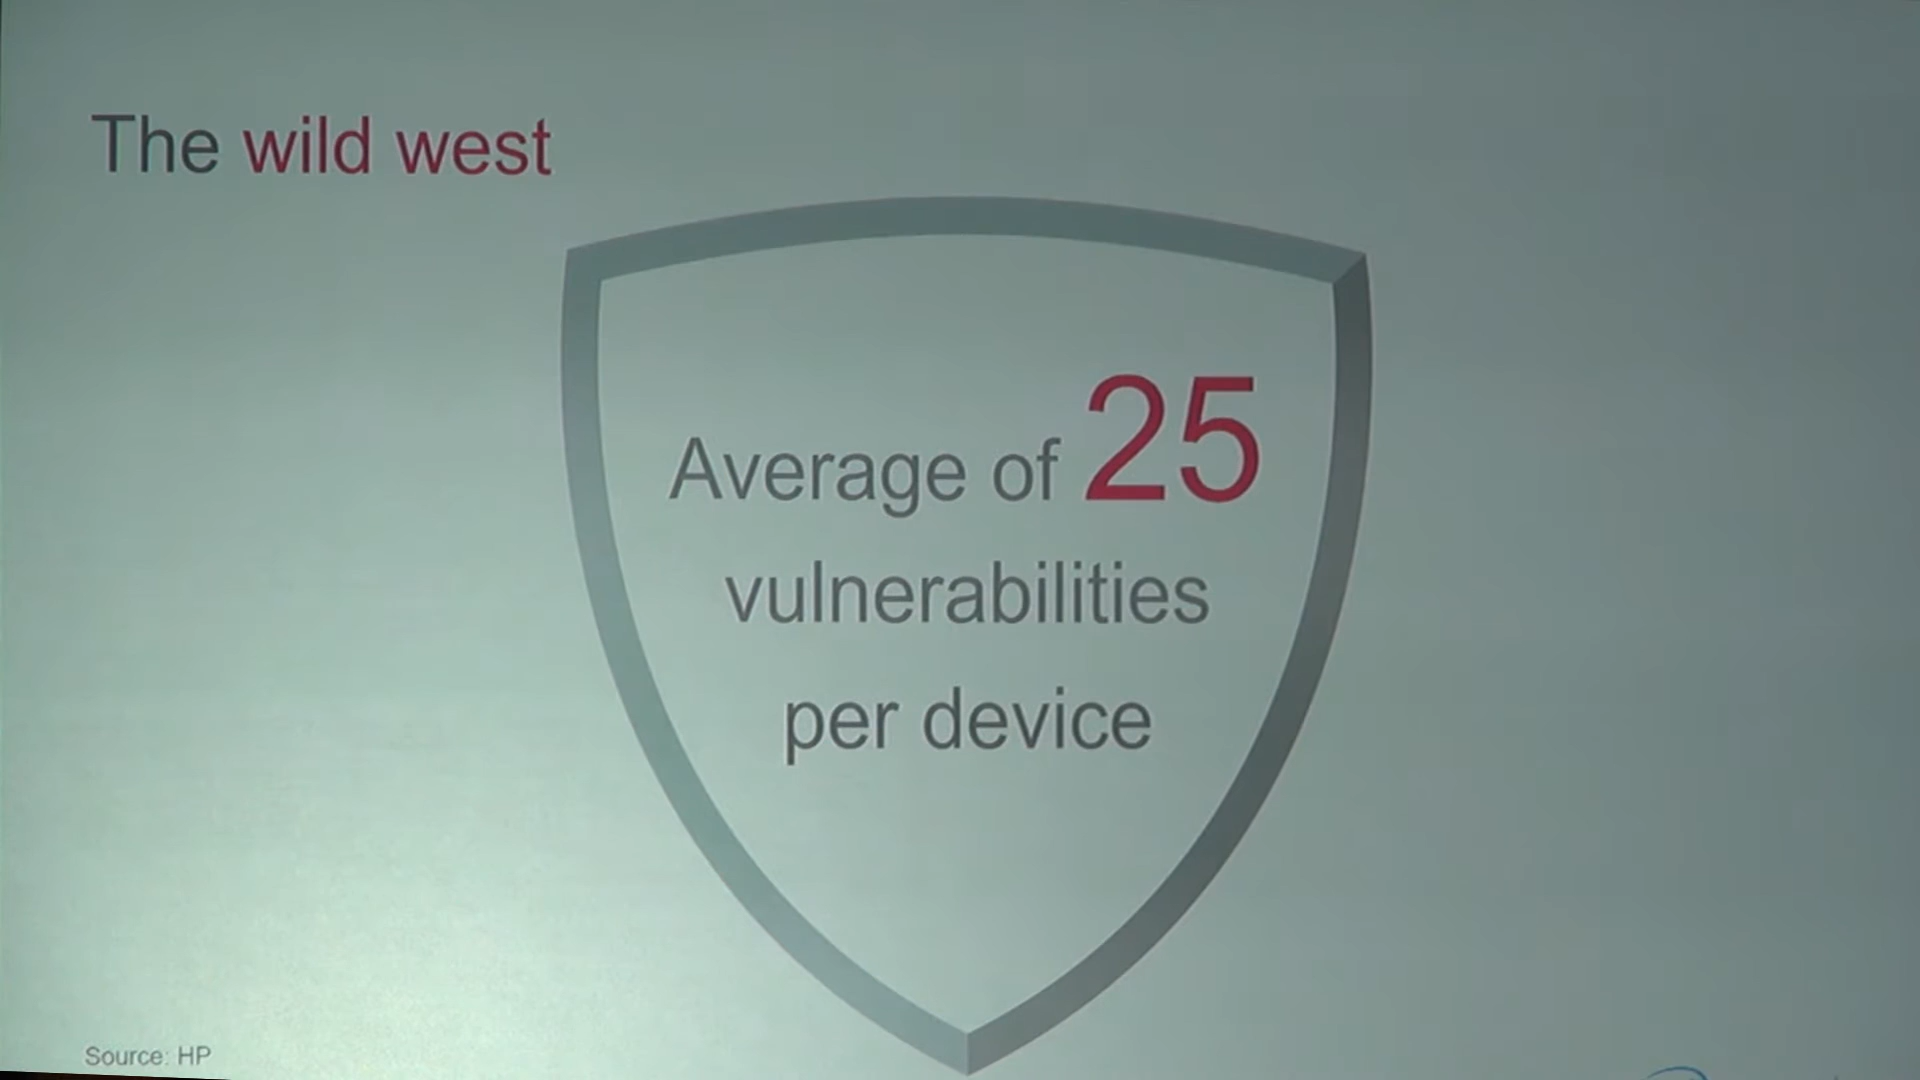 The wild west
Average of 25
vulnerabilities
per device
Source: HP